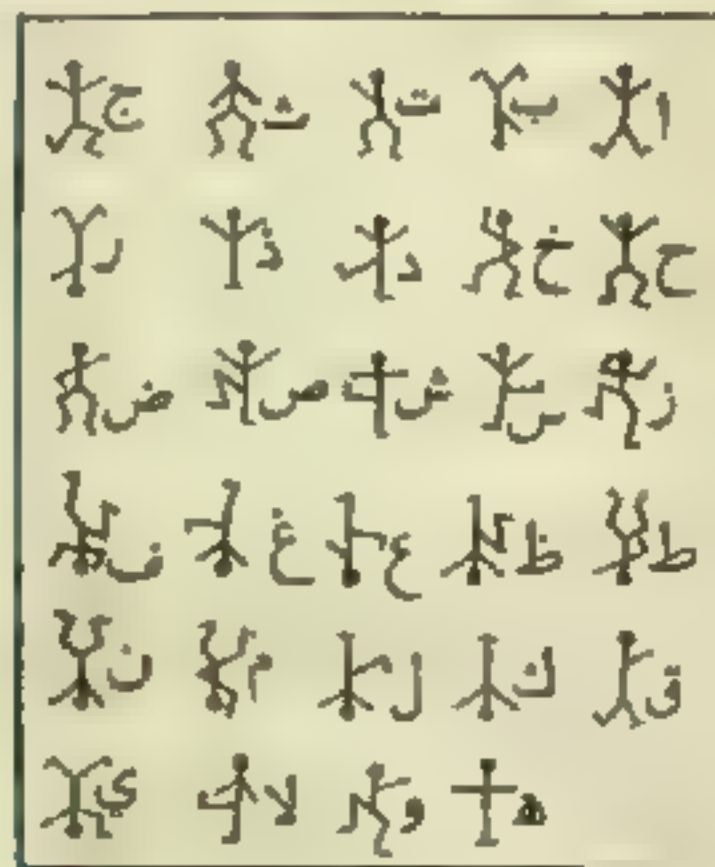 ا ب ت ث ج
ح خ د ذ ر
ز س ش ص ض
ط ظ ع غ ف
ق ك ل م ن
ه و لا ي